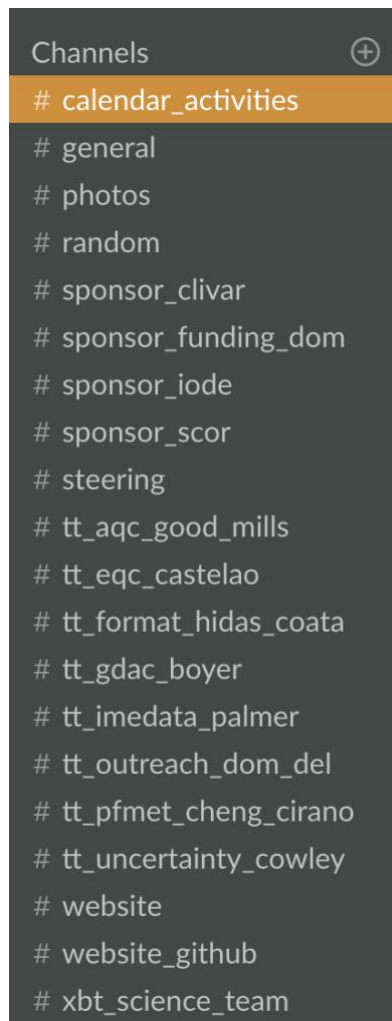 Channels
# calendar_activities
# general
# photos
# random
# sponsor_clivar
# sponsor_funding_dom
# sponsor_iode
# sponsor_scor
# steering
# tt_aqc_good_mills
# tt_eqc_castelao
# tt_format_hidas_coata
# tt_gdac_boyer
# tt_imedata_palmer
# tt_outreach_dom_del
# tt_pfmet_cheng_cirano
# tt_uncertainty_cowley
# website
# website_github
# xbt_science_team